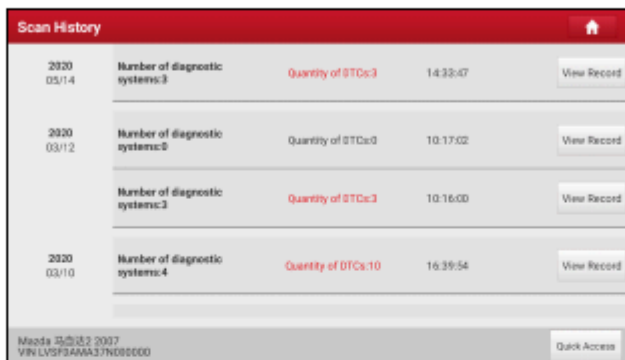 Scan History
2020
05/14
Number of diagnostic
systems:3
Quantity of DTCs:3
14:33:47
View Record
2020
03/12
Number of diagnostic
systems:0
Quantity of DTCs:0
10:17:02
View Record
Number of diagnostic
systems:3
Quantity of DTCs:3
10:16:00
View Record
2020
03/10
Number of diagnostic
systems:4
Quantity of DTCs:10
16:39:54
View Record
Mazda 马自达2 2007
VIN LVSF3AMA37N000000
Quick Access